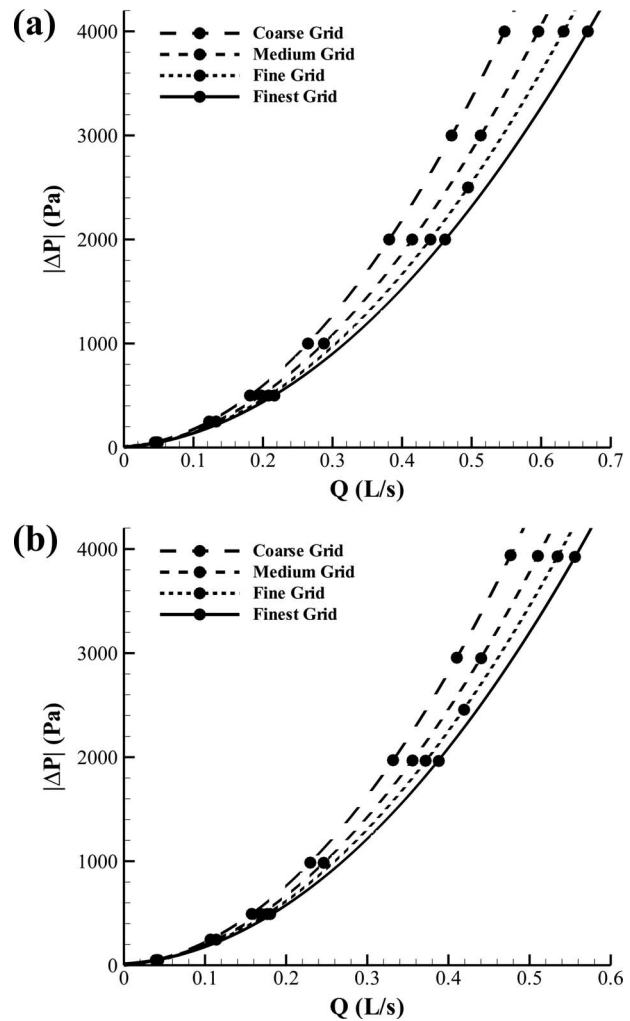 (a)
Coarse Grid
Medium Grid
Fine Grid
Finest Grid
4000
3000
2000
1000
0
|ΔP| (Pa)
0 0.1 0.2 0.3 0.4 0.5 0.6 0.7
Q (L/s)
(b)
Coarse Grid
Medium Grid
Fine Grid
Finest Grid
4000
3000
2000
1000
0
|ΔP| (Pa)
0 0.1 0.2 0.3 0.4 0.5 0.6
Q (L/s)